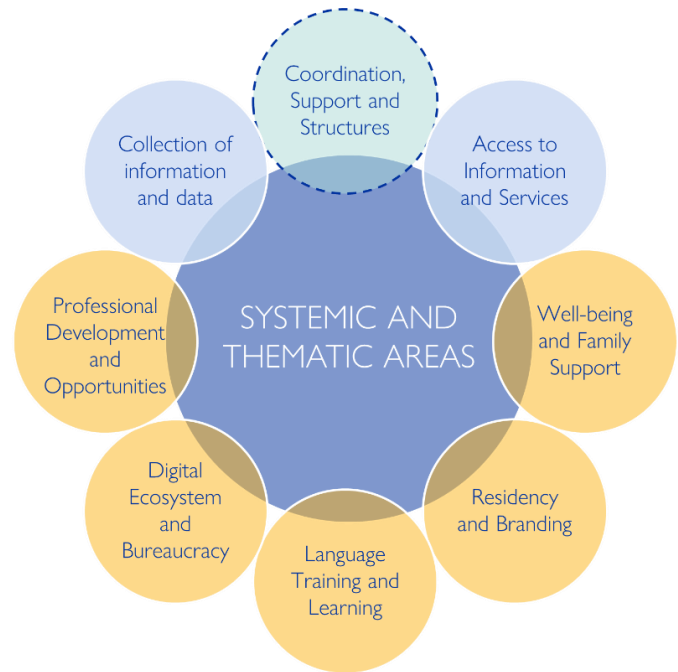 Coordination,
Support and
Structures
Collection of
information
and data
Access to
Information
and Services
Professional
Development
and
Opportunities
SYSTEMIC AND
THEMATIC AREAS
Well-being
and Family
Support
Digital
Ecosystem
and
Bureaucracy
Residency
and Branding
Language
Training and
Learning